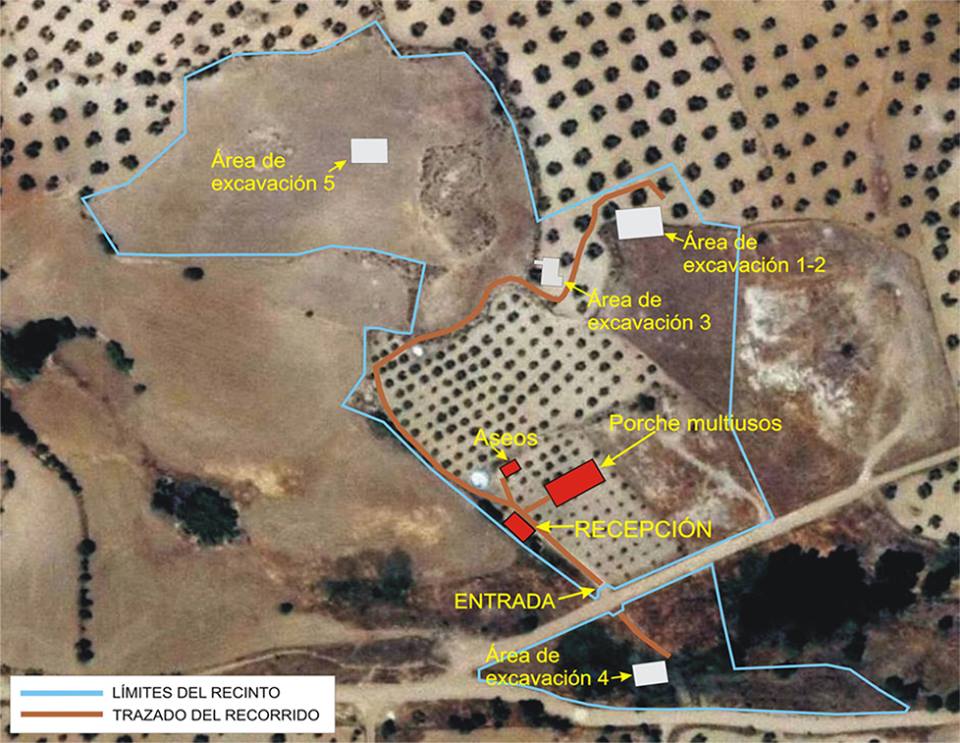 Área de
excavación 5
Área de
excavación 1-2
Área de
excavación 3
Porche multiusos
Aseos
RECEPCIÓN
ENTRADA
Área de
excavación 4
LÍMITES DEL RECINTO
TRAZADO DEL RECORRIDO